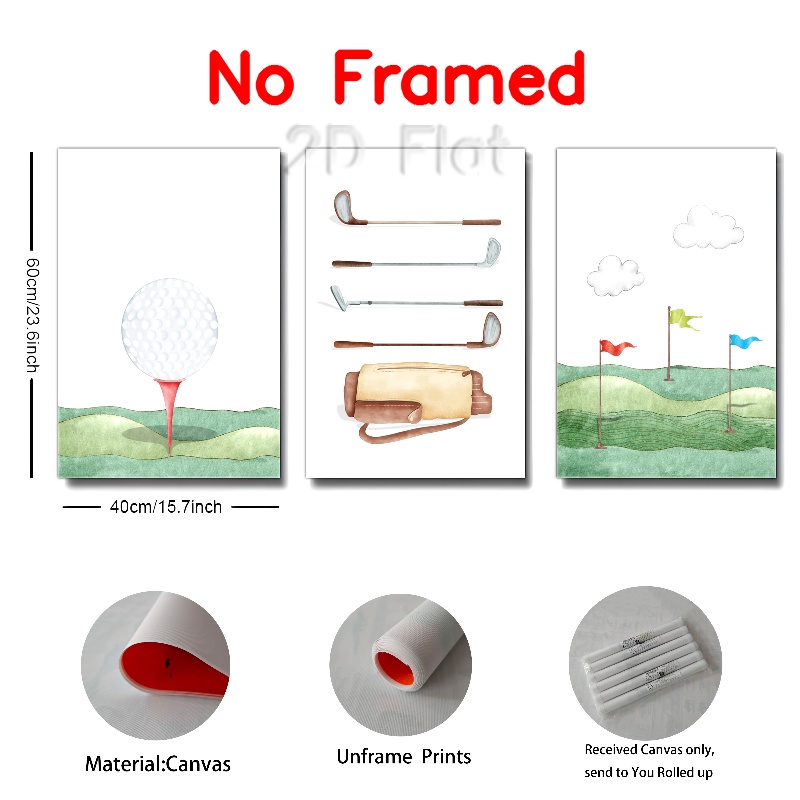 No Framed
2D Flat
60cm/23.6inch
40cm/15.7inch
Material:Canvas
Unframe Prints
Received Canvas only,
send to You Rolled up